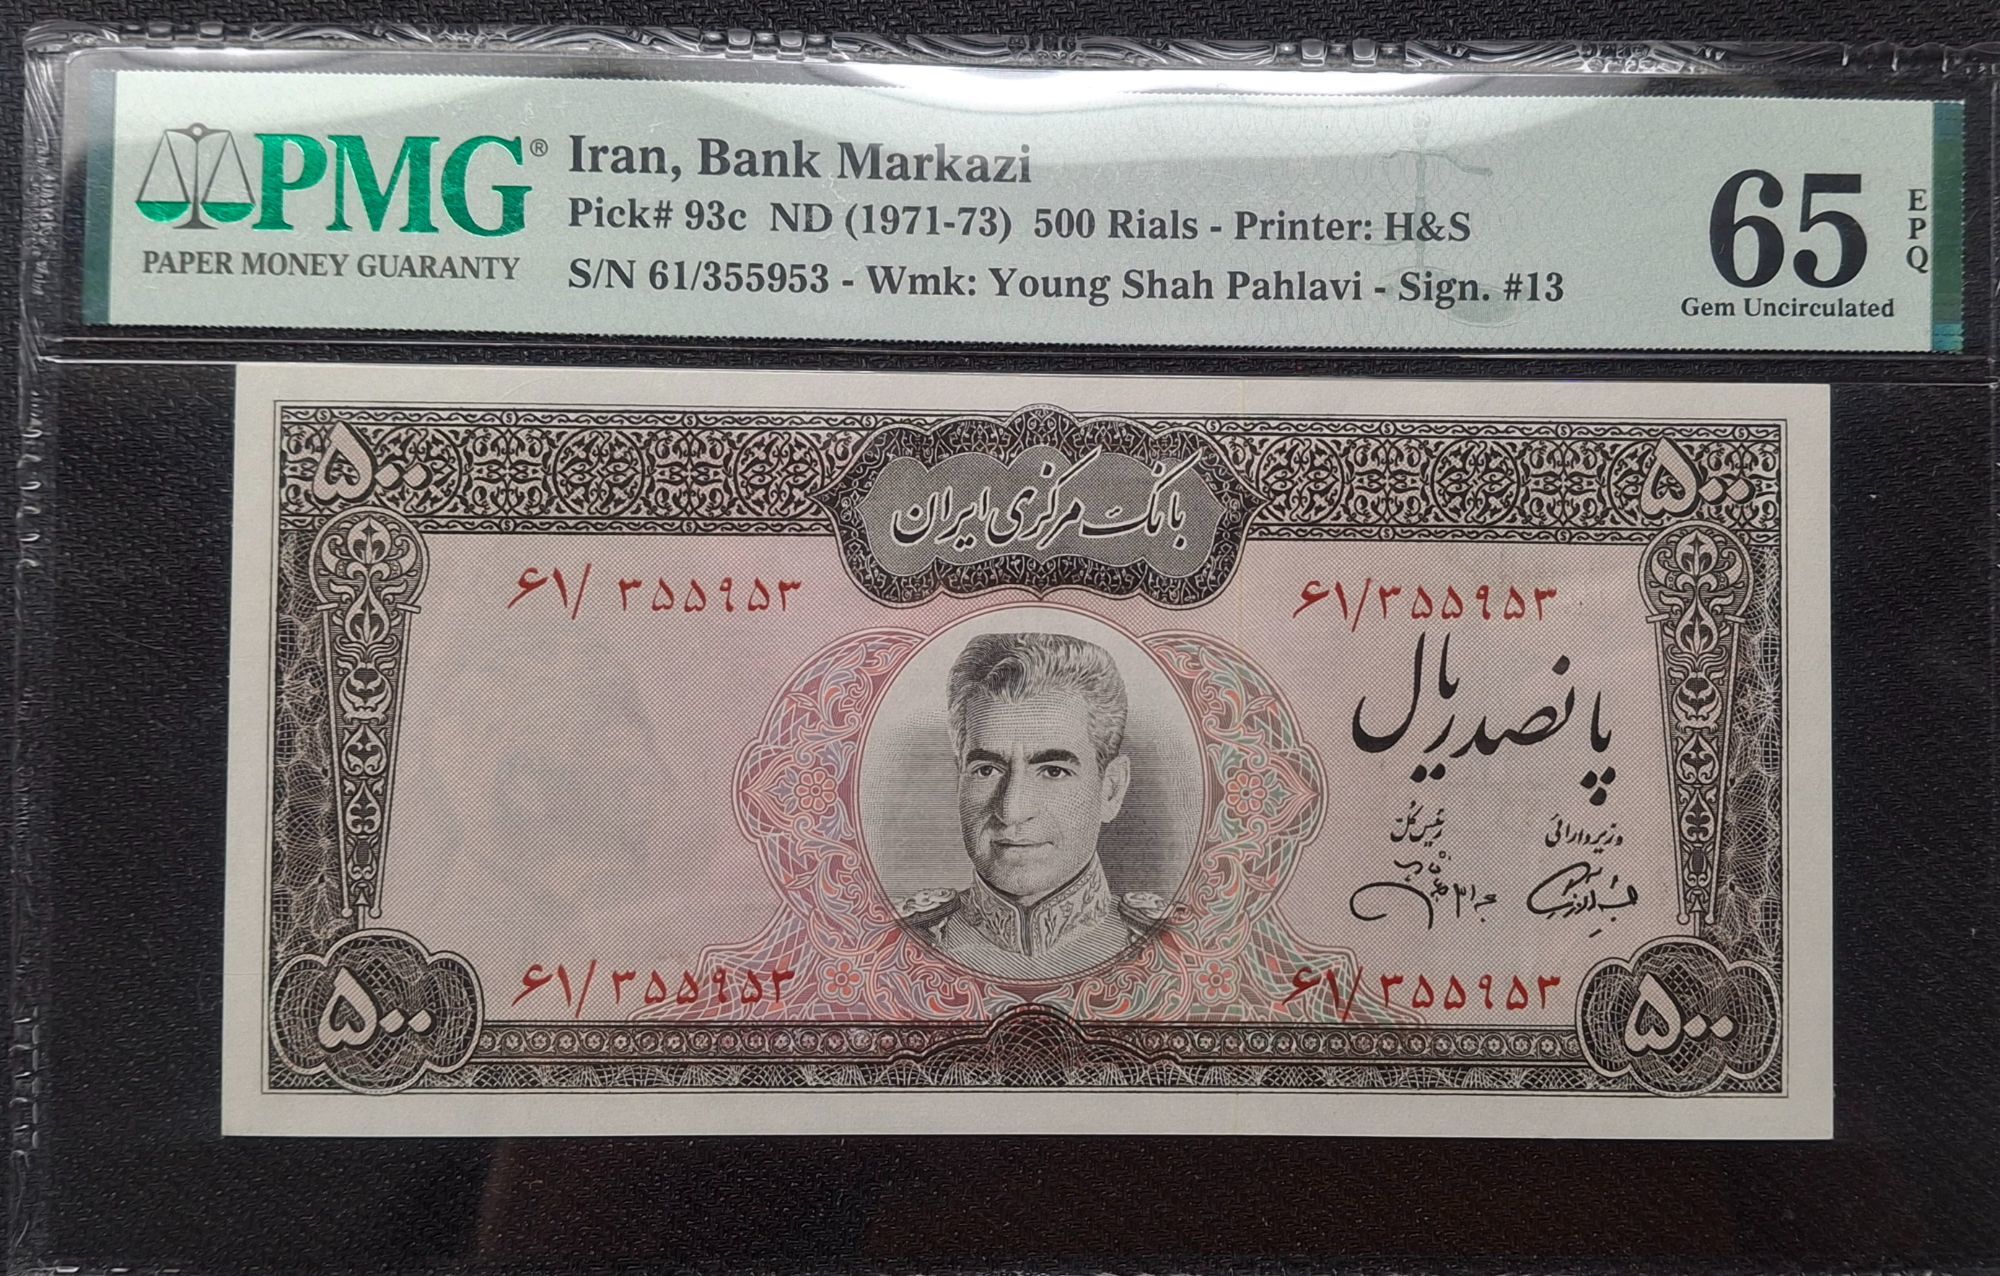 PMG®
PAPER MONEY GUARANTY
Iran, Bank Markazi
Pick# 93c ND (1971-73) 500 Rials - Printer: H&S
S/N 61/355953 - Wmk: Young Shah Pahlavi - Sign. #13
65
EPQ
Gem Uncirculated
۵۰۰
بانک مرکزی ایران
۵۰۰
۶۱/۳۵۵۹۵۳
۶۱/۳۵۵۹۵۳
پانصد ریال
وزیر دارائی
رئیس کل
۶۱/۳۵۵۹۵۳
۶۱/۳۵۵۹۵۳
۵۰۰
۵۰۰